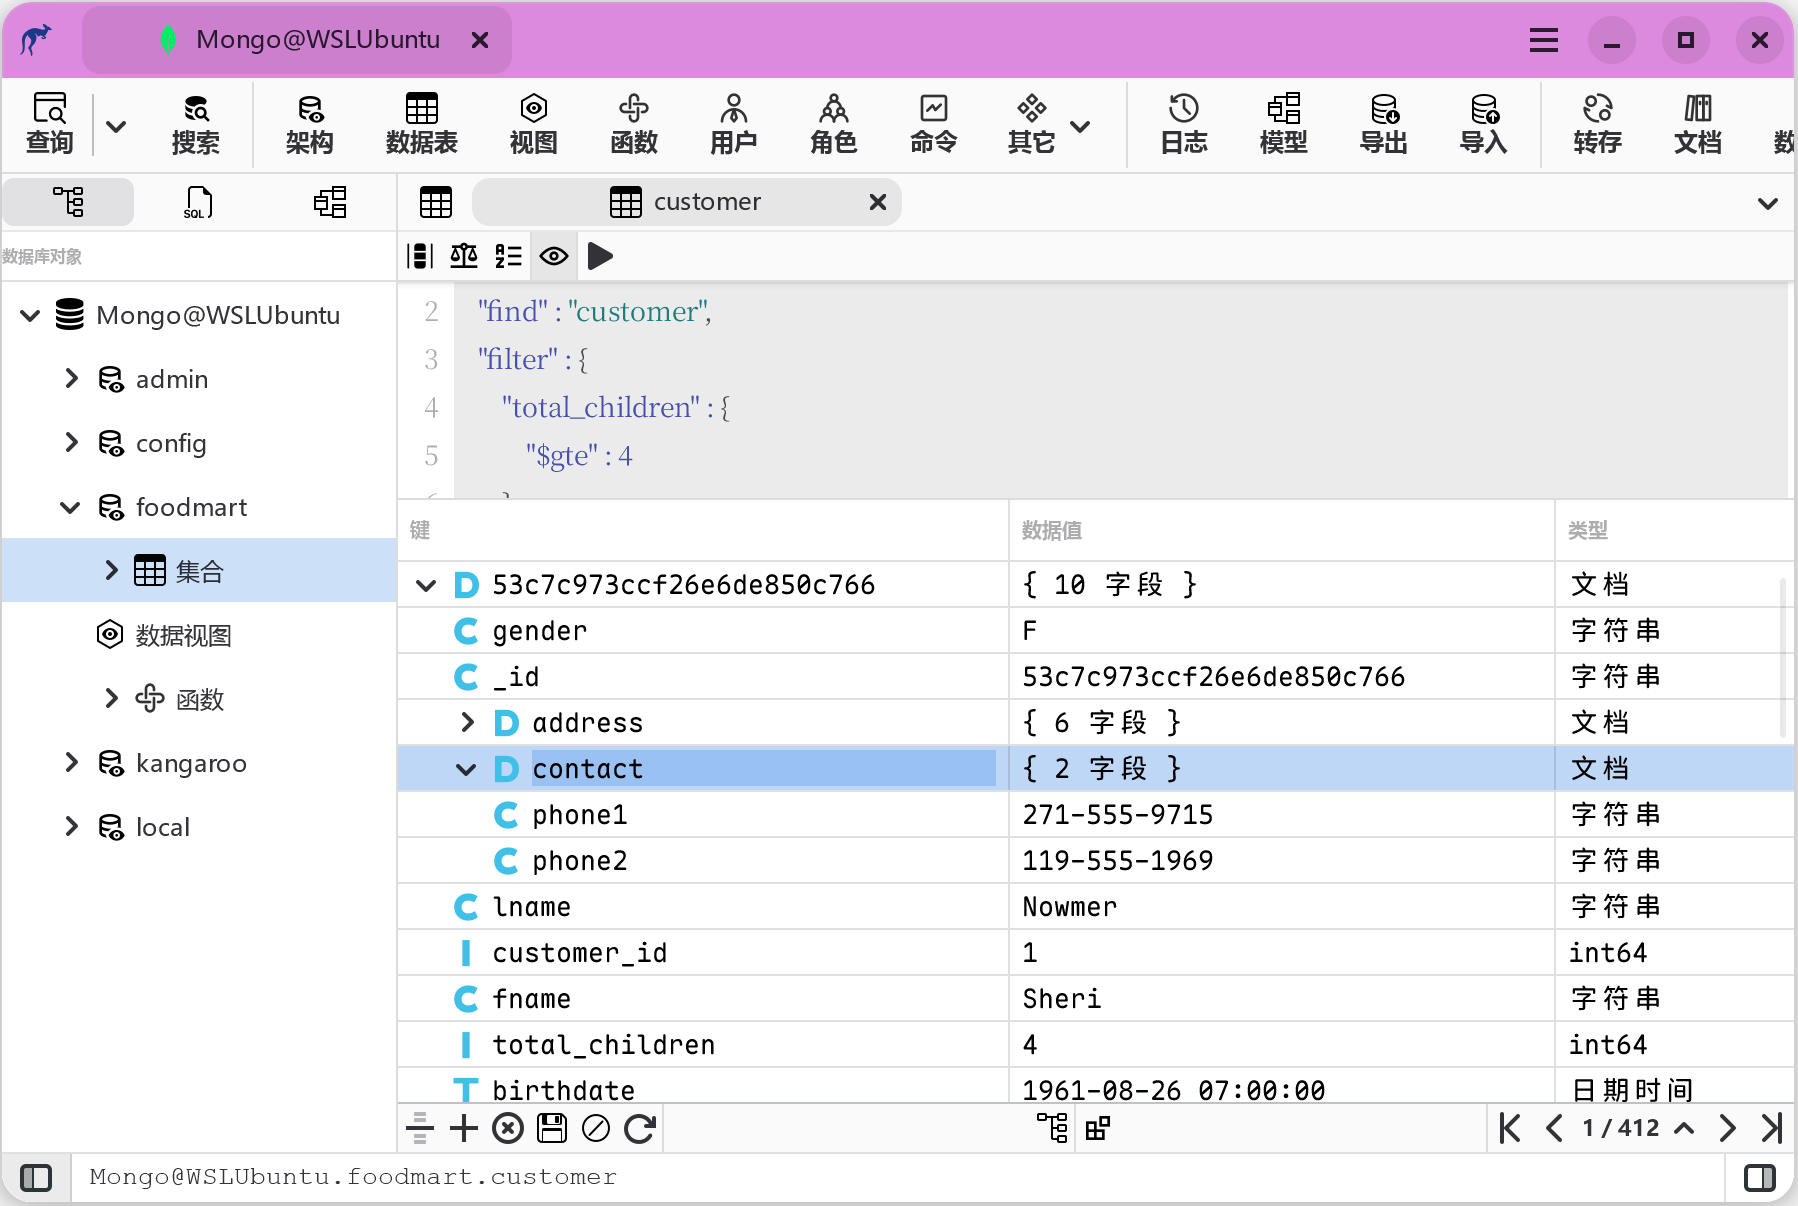 Mongo@WSLUbuntu
查询 搜索 架构 数据表 视图 函数 用户 角色 命令 其它 日志 模型 导出 导入 转存 文档
SQL customer
数据库对象
Mongo@WSLUbuntu
admin
config
foodmart
集合
数据视图
函数
kangaroo
local
2 "find" : "customer",
3 "filter" : {
4 "total_children" : {
5 "$gte" : 4
键 数据值 类型
D 53c7c973ccf26e6de850c766 { 10 字段 } 文档
C gender F 字符串
C _id 53c7c973ccf26e6de850c766 字符串
D address { 6 字段 } 文档
D contact { 2 字段 } 文档
C phone1 271-555-9715 字符串
C phone2 119-555-1969 字符串
C lname Nowmer 字符串
I customer_id 1 int64
C fname Sheri 字符串
I total_children 4 int64
T birthdate 1961-08-26 07:00:00 日期时间
1 / 412
Mongo@WSLUbuntu.foodmart.customer